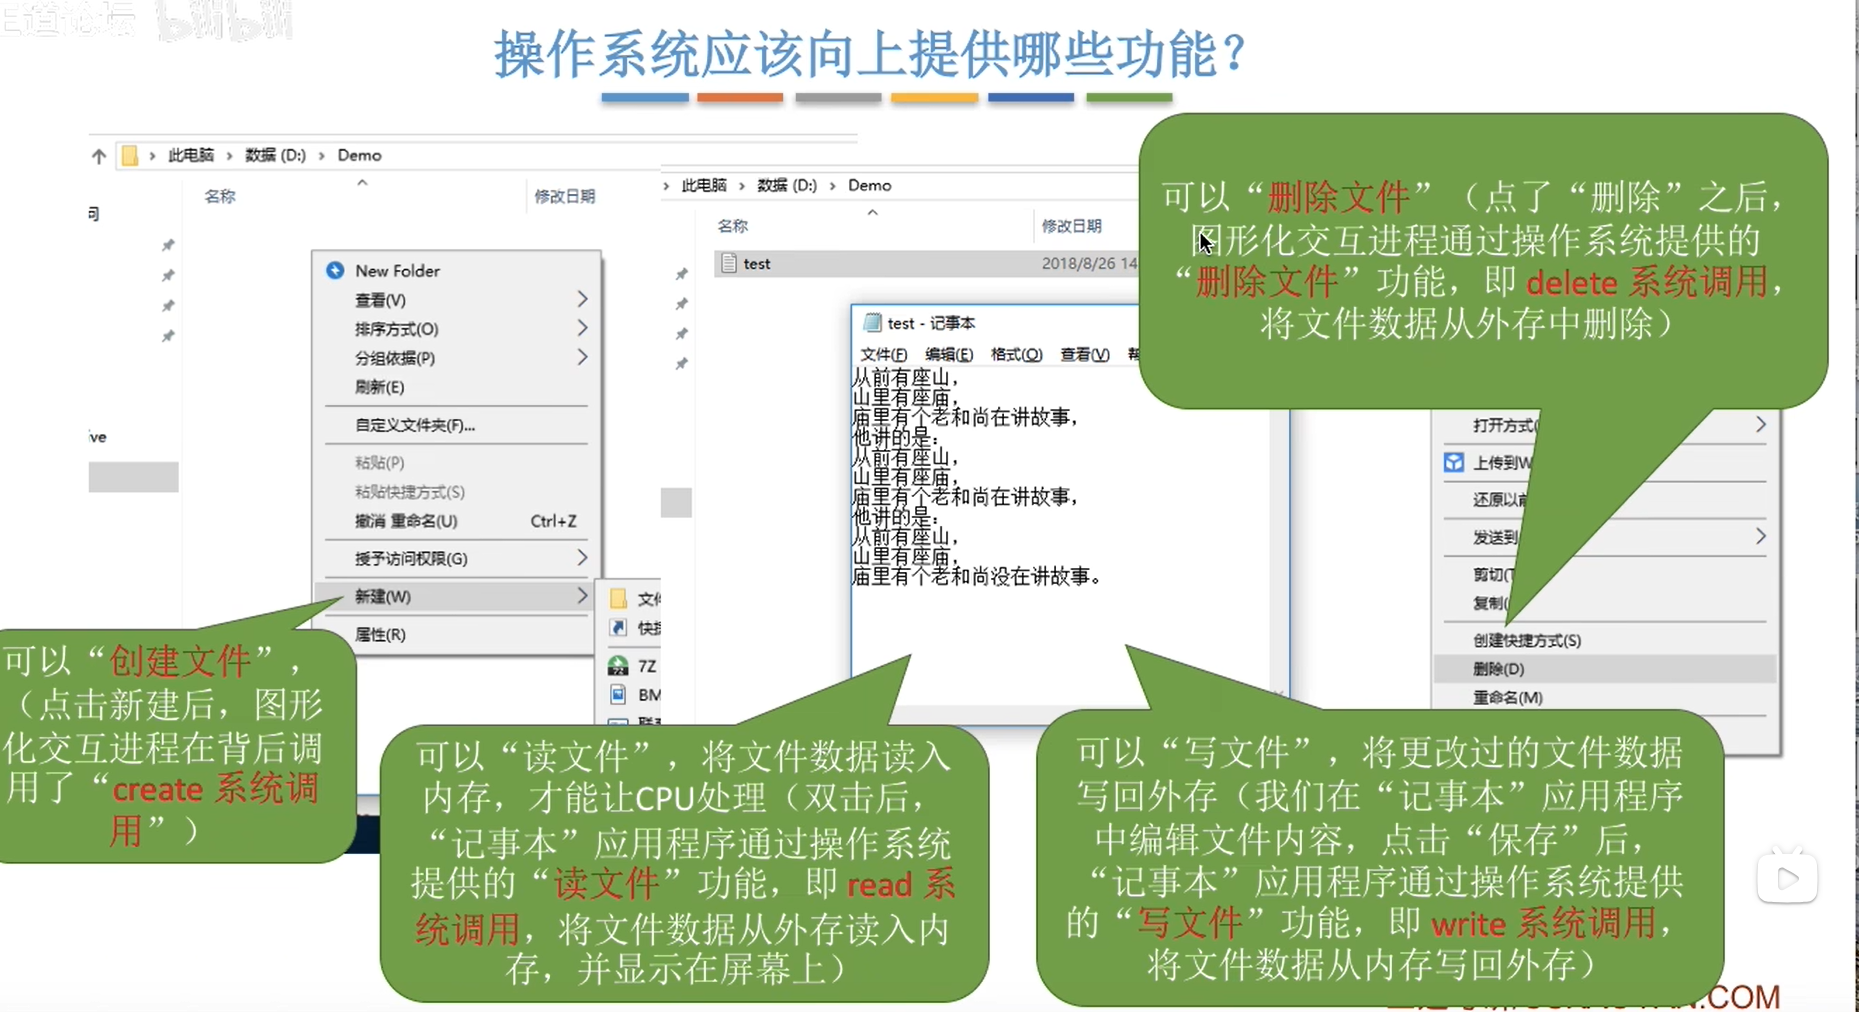 王道论坛 bilibili
操作系统应该向上提供哪些功能？
此电脑 › 数据 (D:) › Demo
名称
修改日期
New Folder
查看(V)
排序方式(O)
分组依据(P)
刷新(E)
自定义文件夹(F)...
粘贴(P)
粘贴快捷方式(S)
撤消 重命名(U) Ctrl+Z
授予访问权限(G)
新建(W)
属性(R)
ive
7Z
BM
此电脑 › 数据 (D:) › Demo
名称
修改日期
test
2018/8/26 14
test - 记事本
文件(F) 编辑(E) 格式(O) 查看(V)
从前有座山，
山里有座庙，
庙里有个老和尚在讲故事，
他讲的是：
从前有座山，
山里有座庙，
庙里有个老和尚在讲故事，
他讲的是：
从前有座山，
山里有座庙，
庙里有个老和尚没在讲故事。
可以“删除文件”（点了“删除”之后，
图形化交互进程通过操作系统提供的
“删除文件”功能，即 delete 系统调用，
将文件数据从外存中删除）
打开方式(
上传到W
还原以前
发送到
剪切(T
复制(
创建快捷方式(S)
删除(D)
重命名(M)
可以“创建文件”，
（点击新建后，图形
化交互进程在背后调
用了“create 系统调
用”）
可以“读文件”，将文件数据读入
内存，才能让CPU处理（双击后，
“记事本”应用程序通过操作系统
提供的“读文件”功能，即 read 系
统调用，将文件数据从外存读入内
存，并显示在屏幕上）
可以“写文件”，将更改过的文件数据
写回外存（我们在“记事本”应用程序
中编辑文件内容，点击“保存”后，
“记事本”应用程序通过操作系统提供
的“写文件”功能，即 write 系统调用，
将文件数据从内存写回外存）
.COM